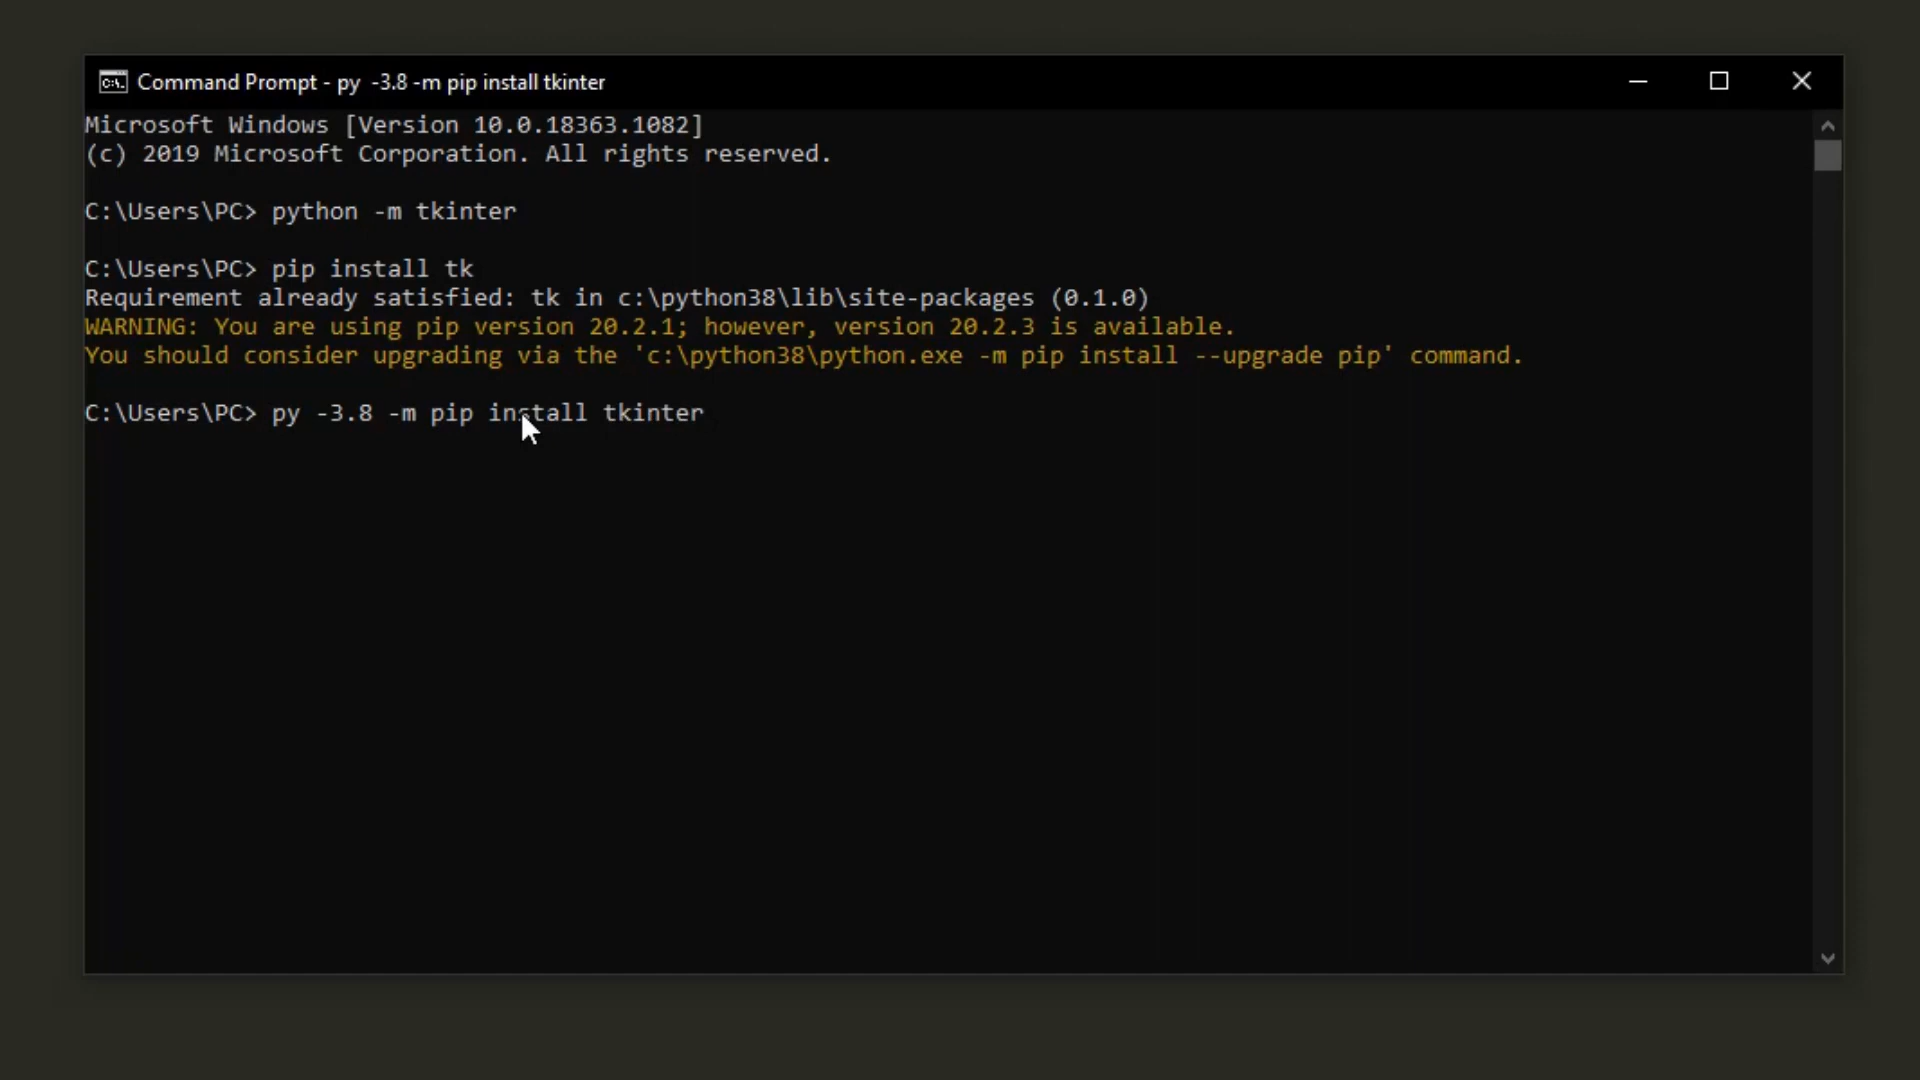 Command Prompt - py  -3.8 -m pip install tkinter
Microsoft Windows [Version 10.0.18363.1082]
(c) 2019 Microsoft Corporation. All rights reserved.
C:\Users\PC> python -m tkinter
C:\Users\PC> pip install tk
Requirement already satisfied: tk in c:\python38\lib\site-packages (0.1.0)
WARNING: You are using pip version 20.2.1; however, version 20.2.3 is available.
You should consider upgrading via the 'c:\python38\python.exe -m pip install --upgrade pip' command.
C:\Users\PC> py -3.8 -m pip install tkinter